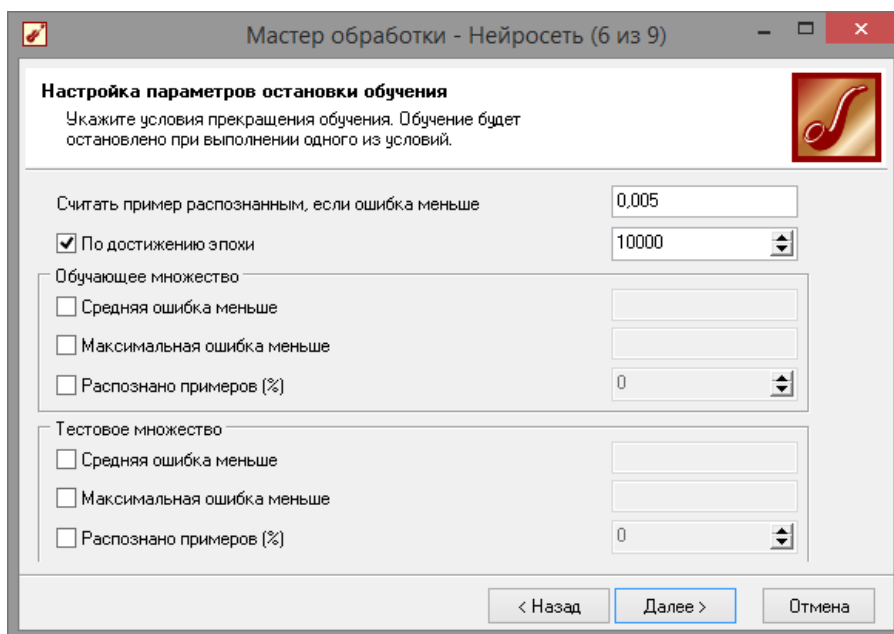 Мастер обработки - Нейросеть (6 из 9)
Настройка параметров остановки обучения
Укажите условия прекращения обучения. Обучение будет
остановлено при выполнении одного из условий.
Считать пример распознанным, если ошибка меньше 0,005
По достижению эпохи 10000
Обучающее множество
Средняя ошибка меньше
Максимальная ошибка меньше
Распознано примеров (%) 0
Тестовое множество
Средняя ошибка меньше
Максимальная ошибка меньше
Распознано примеров (%) 0
< Назад Далее > Отмена